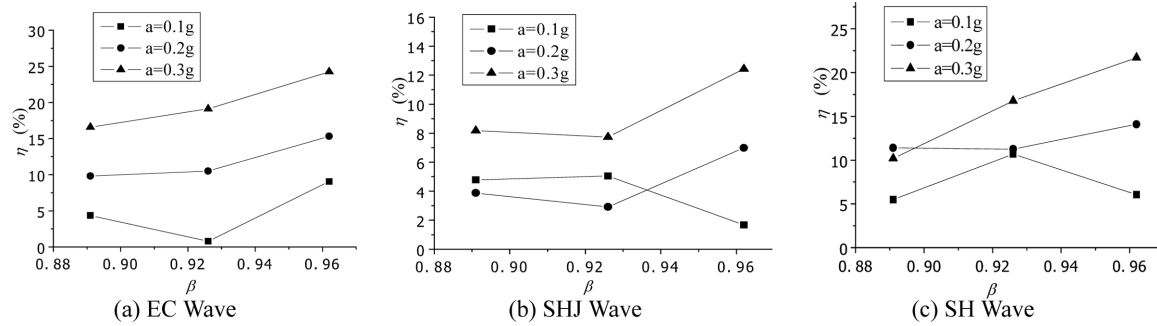 a=0.1g
a=0.2g
a=0.3g
30
25
20
15
10
5
0
η (%)
0.88 0.90 0.92 0.94 0.96
β
(a) EC Wave
a=0.1g
a=0.2g
a=0.3g
16
14
12
10
8
6
4
2
0
η (%)
0.88 0.90 0.92 0.94 0.96
β
(b) SHJ Wave
a=0.1g
a=0.2g
a=0.3g
25
20
15
10
5
0
η (%)
0.88 0.90 0.92 0.94 0.96
β
(c) SH Wave